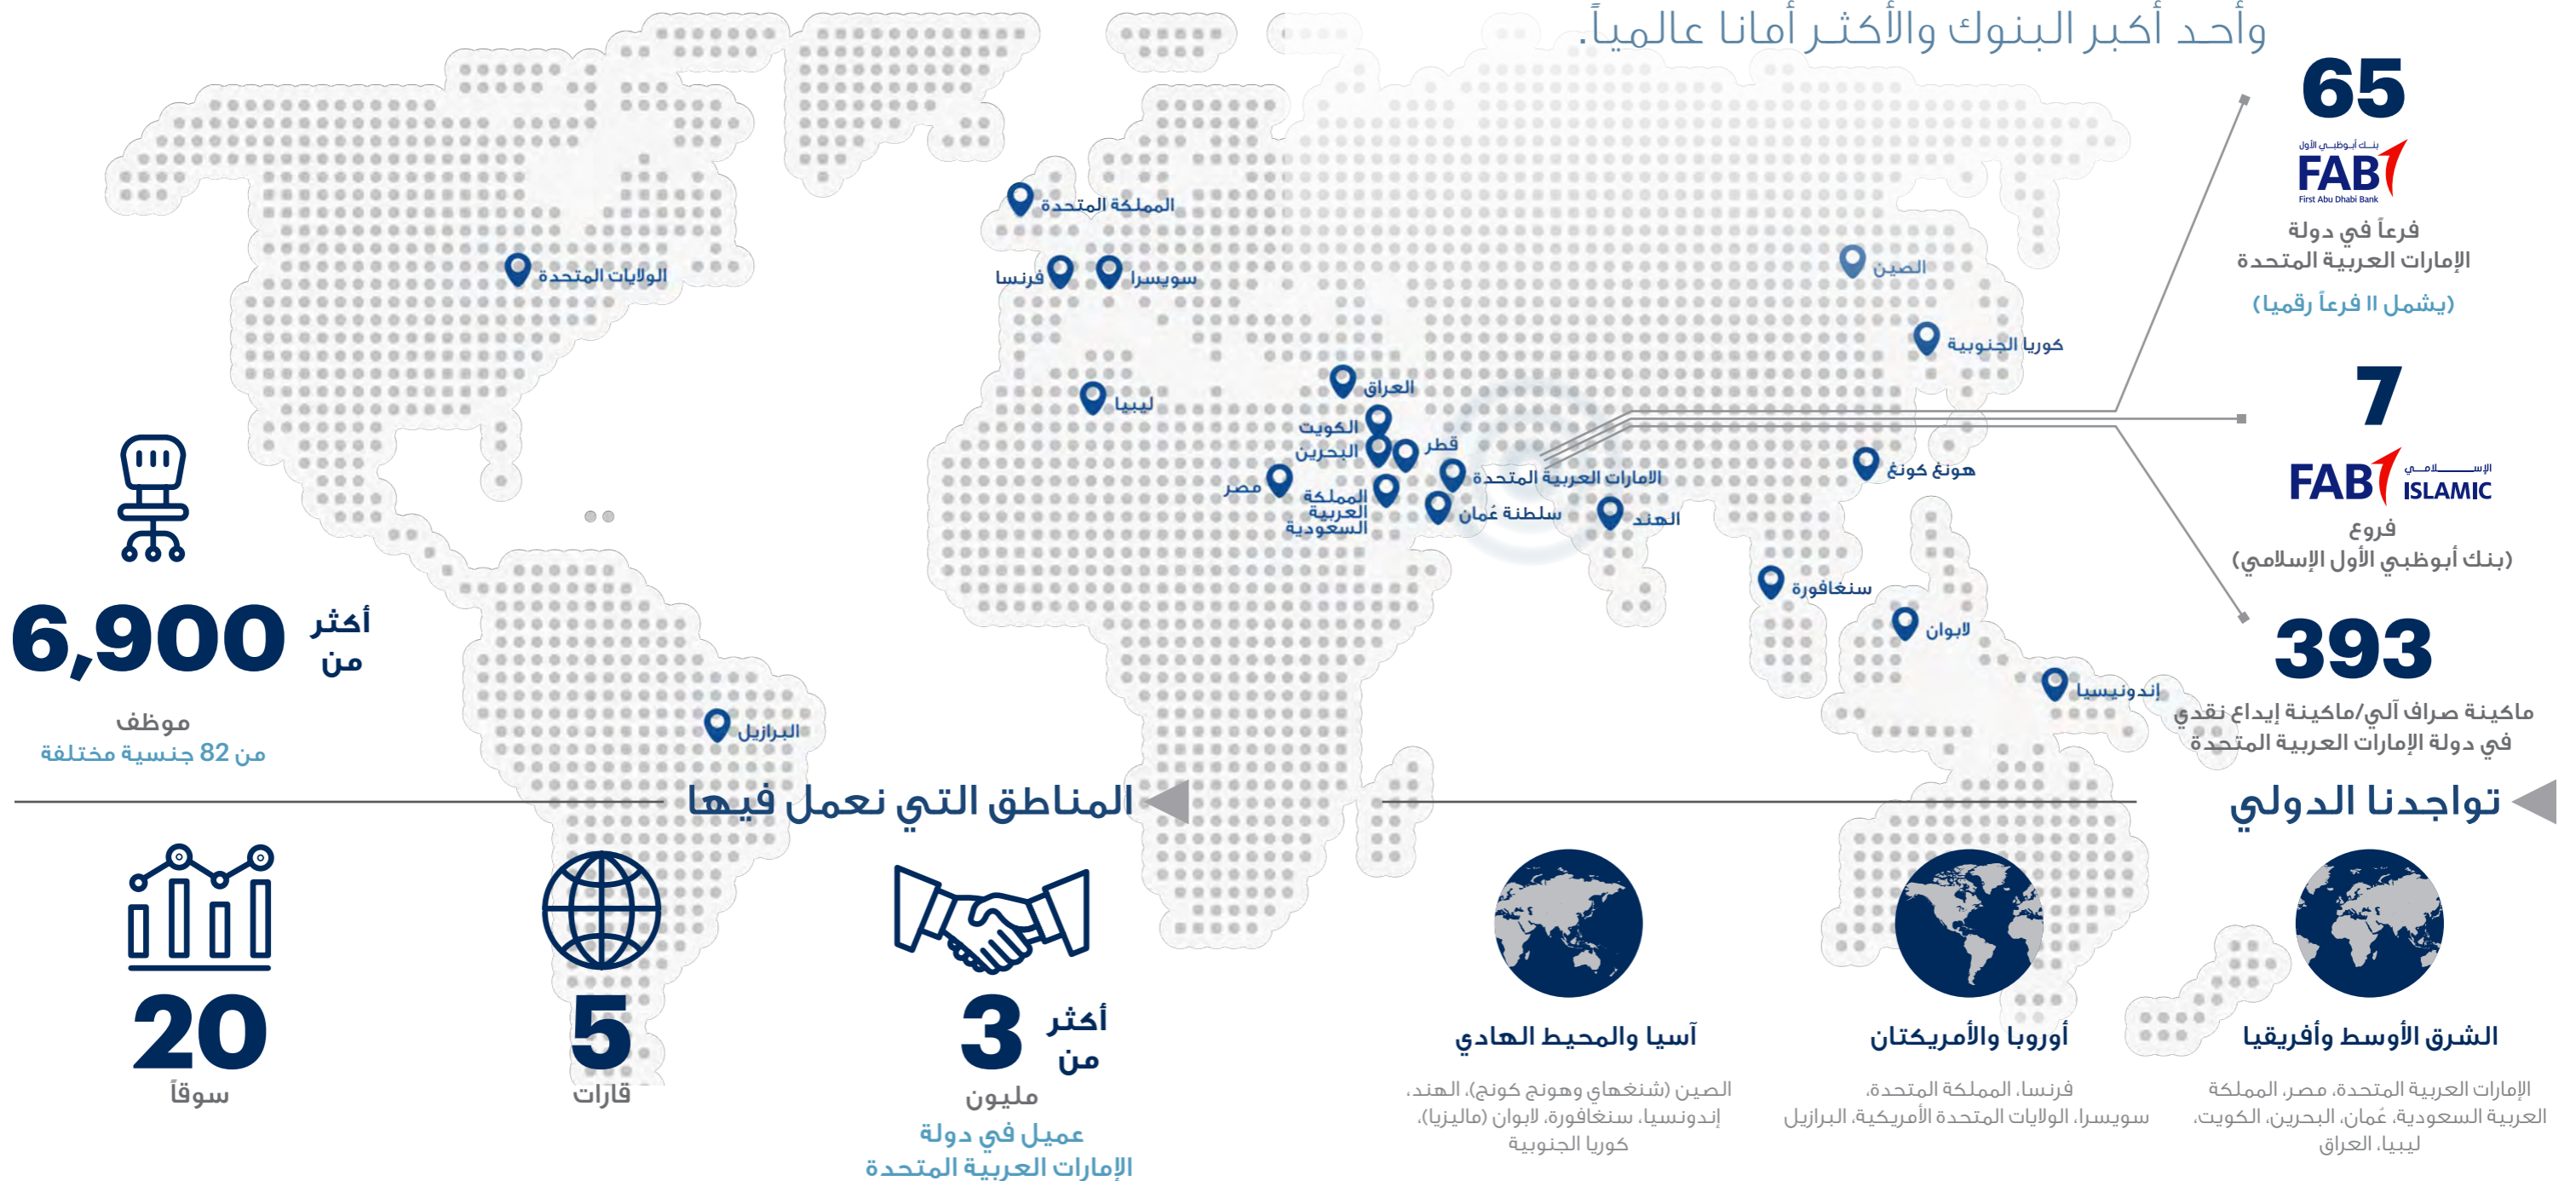 وأحد أكبر البنوك والأكثر أمانا عالمياً.
65
بنك أبوظبي الأول
FAB
First Abu Dhabi Bank
فرعاً في دولة
الإمارات العربية المتحدة
(يشمل ١١ فرعاً رقميا)
7
FAB
الإسلامي
ISLAMIC
فروع
(بنك أبوظبي الأول الإسلامي)
393
ماكينة صراف آلي/ماكينة إيداع نقدي
في دولة الإمارات العربية المتحدة
المملكة المتحدة
الولايات المتحدة
فرنسا
سويسرا
الصين
كوريا الجنوبية
العراق
ليبيا
الكويت
البحرين
قطر
مصر
المملكة
العربية
السعودية
الامارات العربية المتحدة
سلطنة عُمان
الهند
هونغ كونغ
سنغافورة
لابوان
إندونيسيا
البرازيل
أكثر
من
6,900
موظف
من 82 جنسية مختلفة
تواجدنا الدولي
الشرق الأوسط وأفريقيا
الإمارات العربية المتحدة، مصر، المملكة
العربية السعودية، عُمان، البحرين، الكويت،
ليبيا، العراق
أوروبا والأمريكتان
فرنسا، المملكة المتحدة،
سويسرا، الولايات المتحدة الأمريكية، البرازيل
آسيا والمحيط الهادي
الصين (شنغهاي وهونج كونج)، الهند،
إندونسيا، سنغافورة، لابوان (ماليزيا)،
كوريا الجنوبية
المناطق التي نعمل فيها
أكثر
من
3
مليون
عميل في دولة
الإمارات العربية المتحدة
5
قارات
20
سوقاً